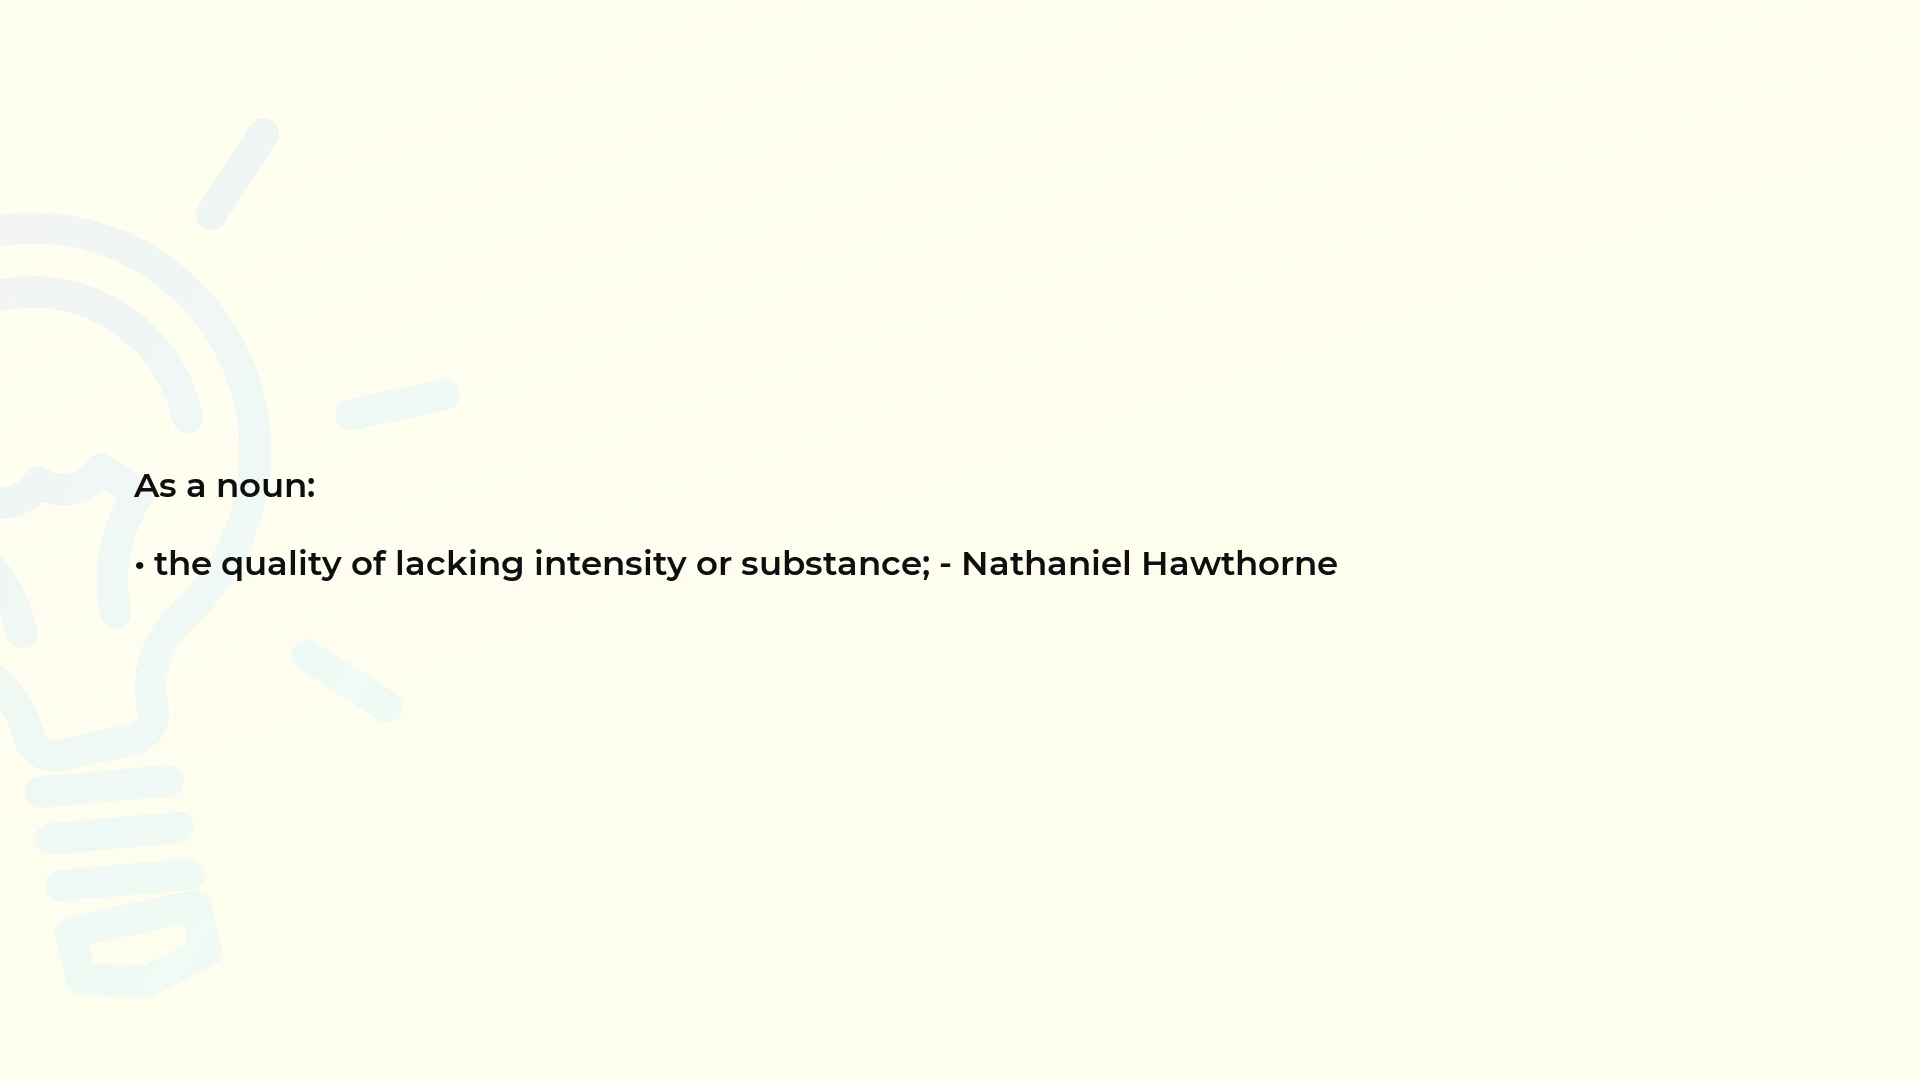 As a noun:
• the quality of lacking intensity or substance; - Nathaniel Hawthorne